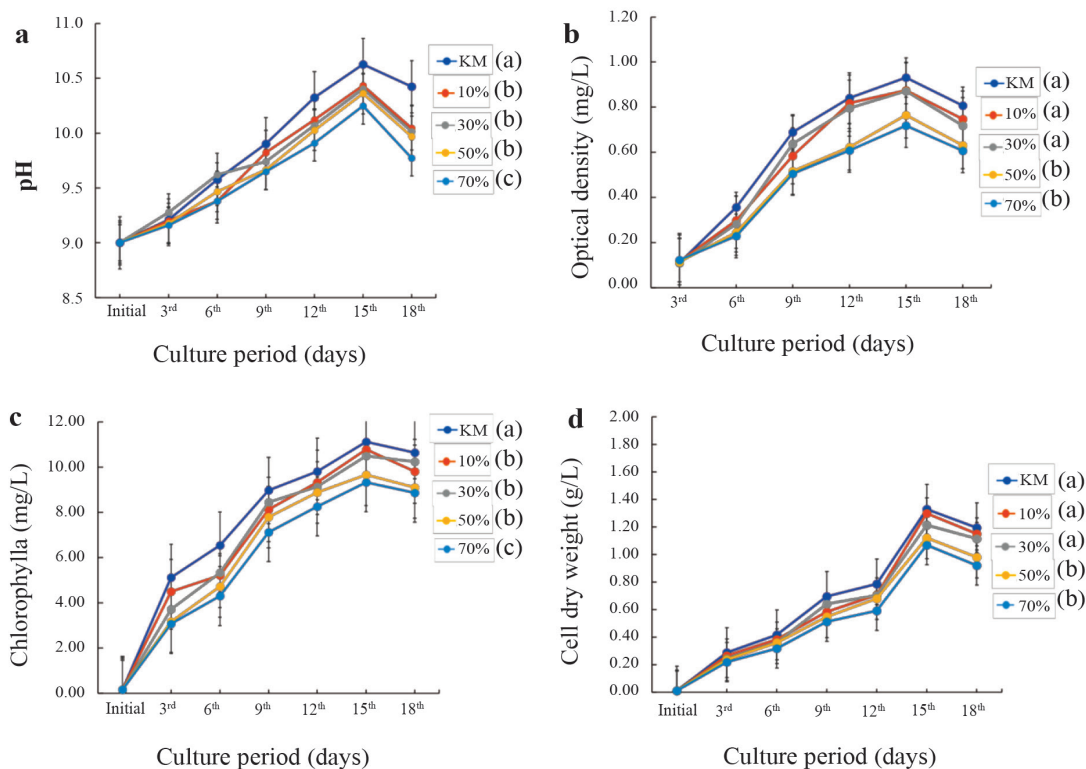 a
11.0
10.5
10.0
9.5
9.0
8.5
pH
Initial 3rd 6th 9th 12th 15th 18th
Culture period (days)
KM (a)
10% (b)
30% (b)
50% (b)
70% (c)
b
1.20
1.00
0.80
0.60
0.40
0.20
0.00
Optical density (mg/L)
3rd 6th 9th 12th 15th 18th
Culture period (days)
KM (a)
10% (a)
30% (a)
50% (b)
70% (b)
c
12.00
10.00
8.00
6.00
4.00
2.00
0.00
Chlorophylla (mg/L)
Initial 3rd 6th 9th 12th 15th 18th
Culture period (days)
KM (a)
10% (b)
30% (b)
50% (b)
70% (c)
d
2.00
1.80
1.60
1.40
1.20
1.00
0.80
0.60
0.40
0.20
0.00
Cell dry weight (g/L)
Initial 3rd 6th 9th 12th 15th 18th
Culture period (days)
KM (a)
10% (a)
30% (a)
50% (b)
70% (b)